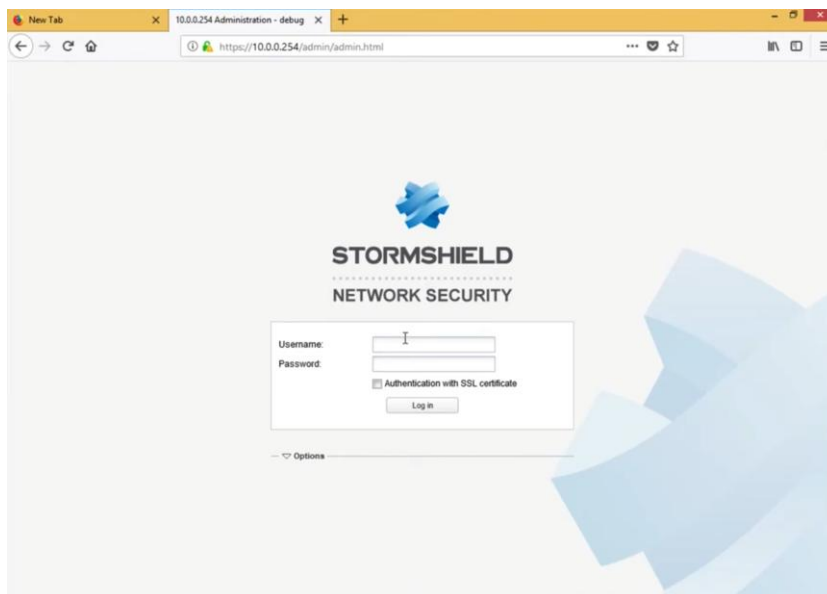 New Tab
10.0.0.254 Administration - debug
https://10.0.0.254/admin/admin.html
STORMSHIELD
NETWORK SECURITY
Username:
Password:
Authentication with SSL certificate
Log in
Options